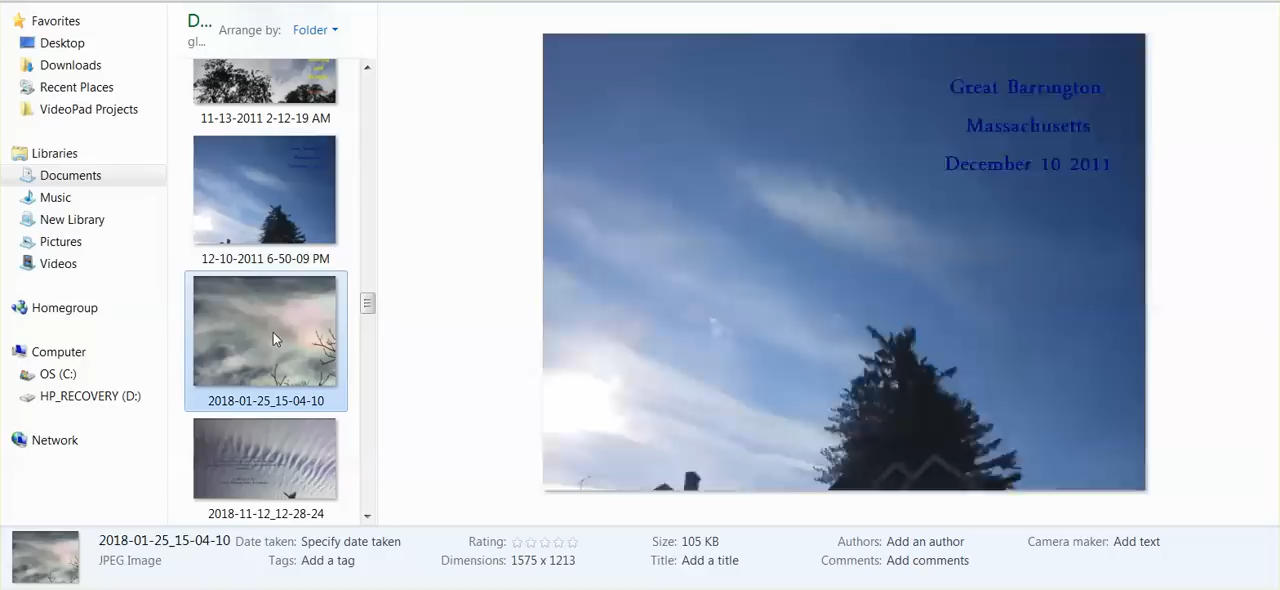 Favorites
Desktop
Downloads
Recent Places
VideoPad Projects
Libraries
Documents
Music
New Library
Pictures
Videos
Homegroup
Computer
OS (C:)
HP_RECOVERY (D:)
Network
D...
gl...
Arrange by: Folder
11-13-2011 2-12-19 AM
12-10-2011 6-50-09 PM
2018-01-25_15-04-10
2018-11-12_12-28-24
Great Barrington
Massachusetts
December 10 2011
2018-01-25_15-04-10 Date taken: Specify date taken Rating: Size: 105 KB Authors: Add an author Camera maker: Add text
JPEG Image Tags: Add a tag Dimensions: 1575 x 1213 Title: Add a title Comments: Add comments